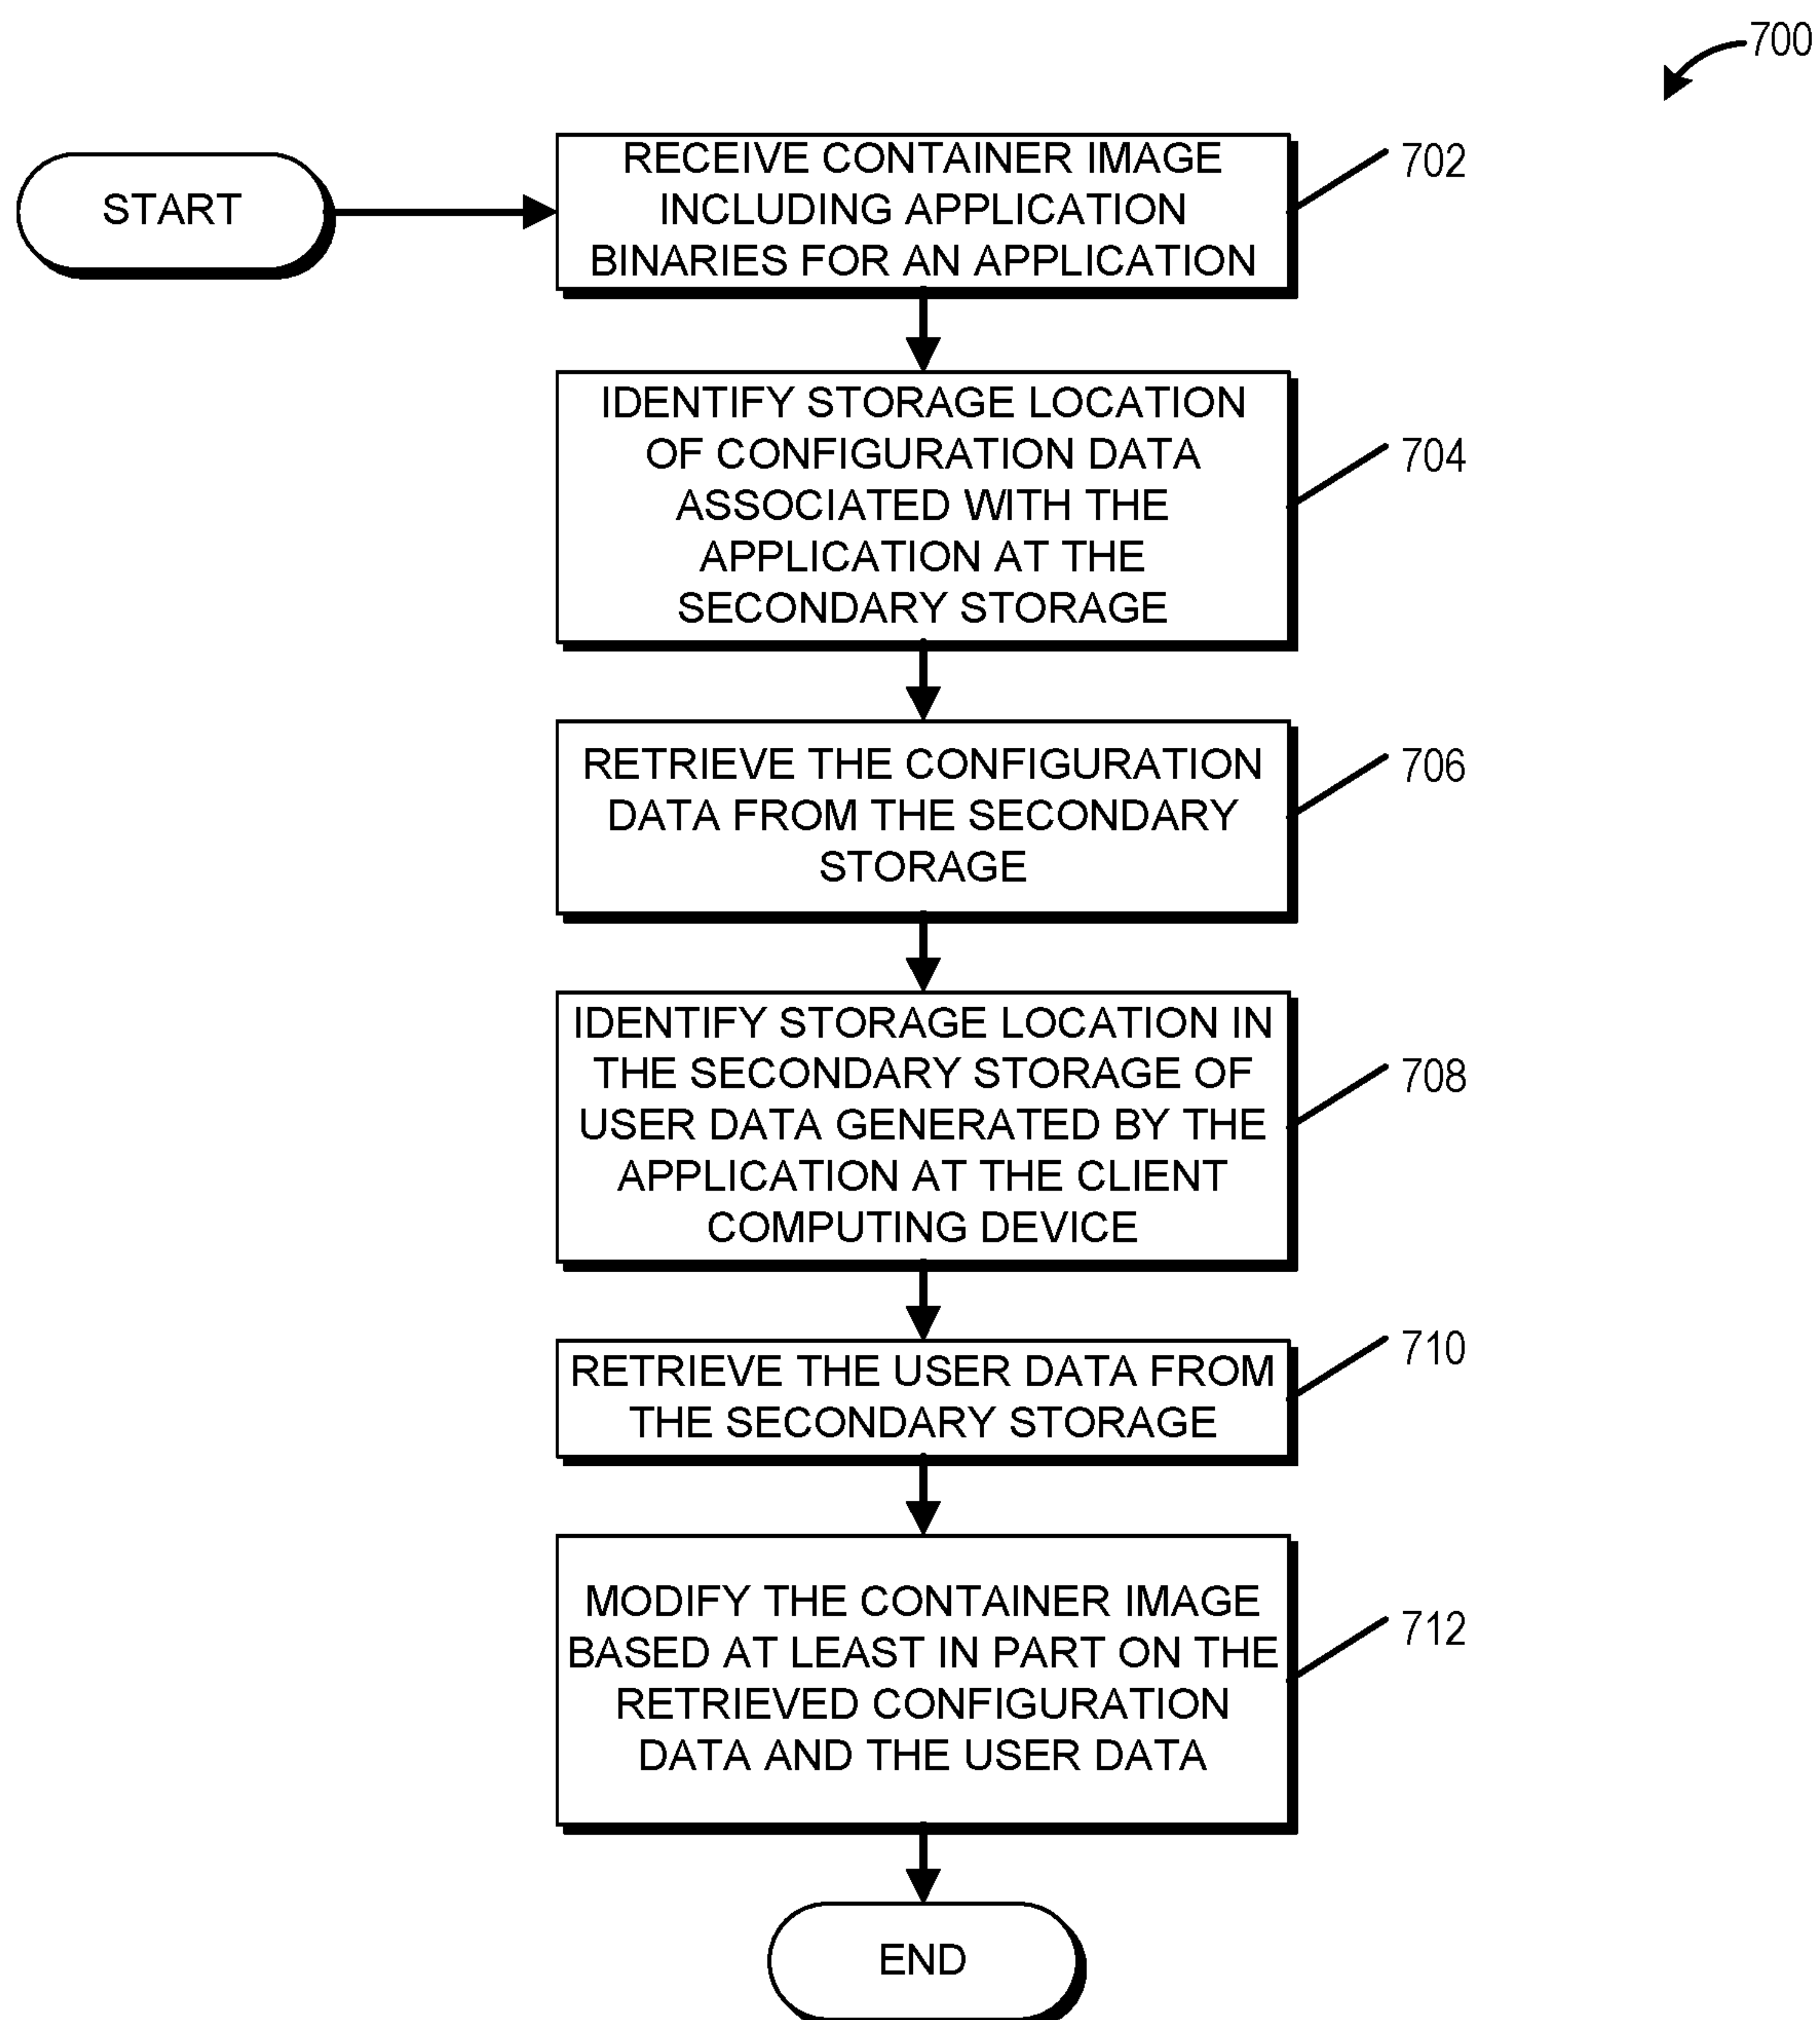 700
START
RECEIVE CONTAINER IMAGE
INCLUDING APPLICATION
BINARIES FOR AN APPLICATION
702
IDENTIFY STORAGE LOCATION
OF CONFIGURATION DATA
ASSOCIATED WITH THE
APPLICATION AT THE
SECONDARY STORAGE
704
RETRIEVE THE CONFIGURATION
DATA FROM THE SECONDARY
STORAGE
706
IDENTIFY STORAGE LOCATION IN
THE SECONDARY STORAGE OF
USER DATA GENERATED BY THE
APPLICATION AT THE CLIENT
COMPUTING DEVICE
708
RETRIEVE THE USER DATA FROM
THE SECONDARY STORAGE
710
MODIFY THE CONTAINER IMAGE
BASED AT LEAST IN PART ON THE
RETRIEVED CONFIGURATION
DATA AND THE USER DATA
712
END